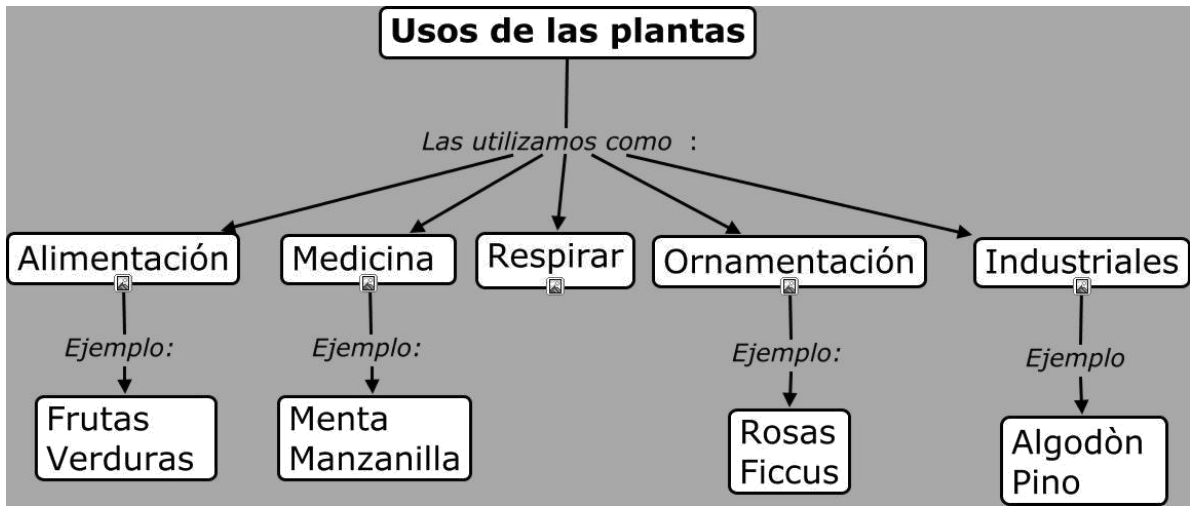 Usos de las plantas
Las utilizamos como :
Alimentación
Medicina
Respirar
Ornamentación
Industriales
Ejemplo:
Ejemplo:
Ejemplo:
Ejemplo
Frutas
Verduras
Menta
Manzanilla
Rosas
Ficcus
Algodòn
Pino